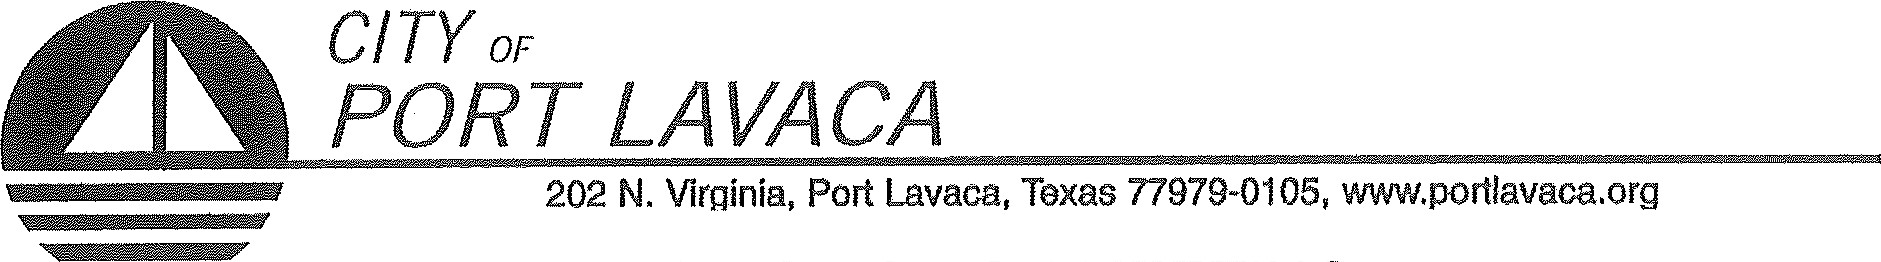 CITY OF
PORT LAVACA
202 N. Virginia, Port Lavaca, Texas 77979-0105, www.portlavaca.org